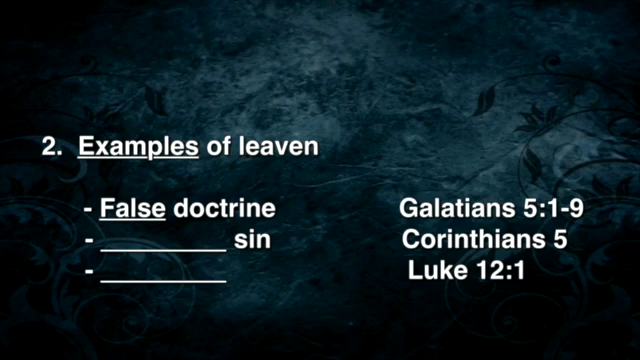 2. Examples of leaven
- False doctrine Galatians 5:1-9
- _________ sin Corinthians 5
- _________ Luke 12:1